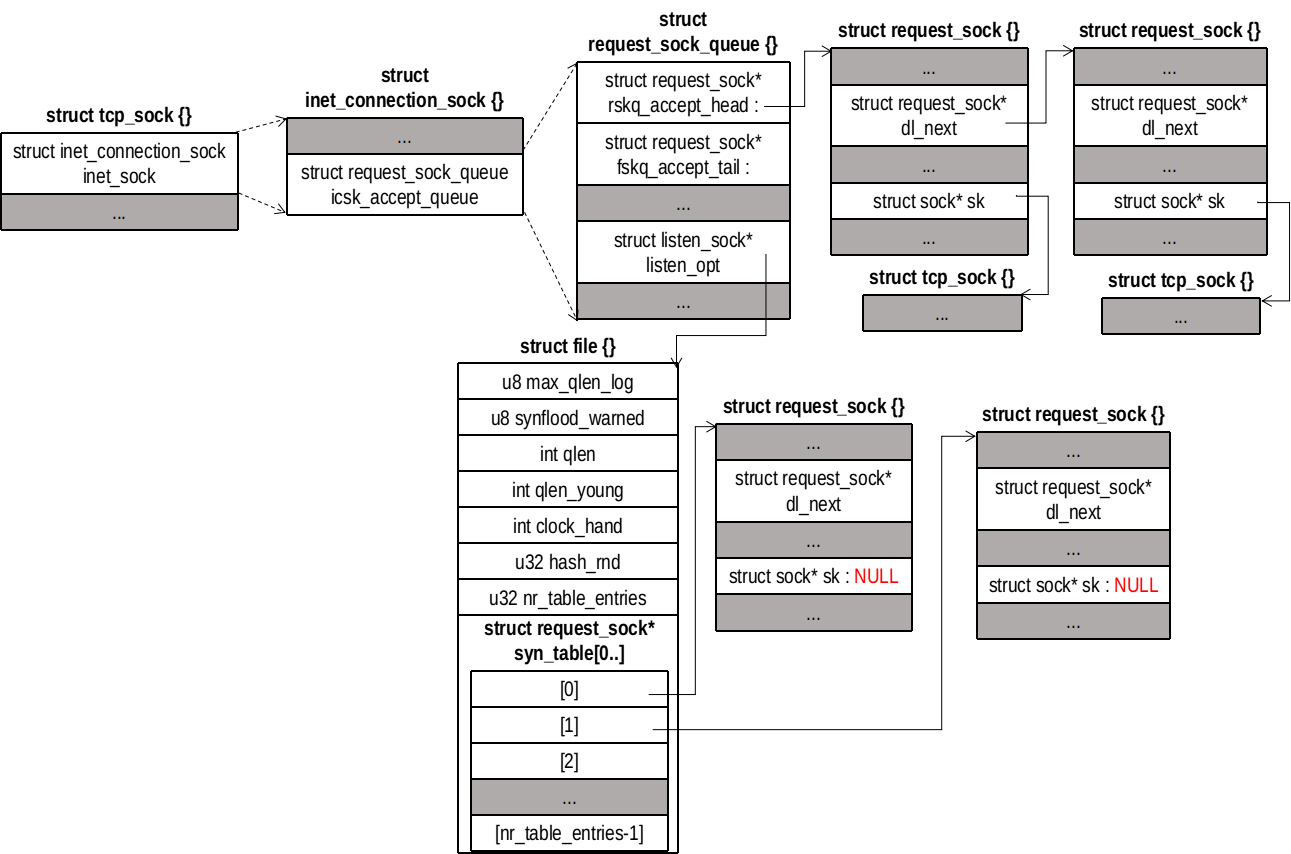 struct tcp_sock {}
struct inet_connection_sock
inet_sock
...
struct
inet_connection_sock {}
...
struct request_sock_queue
icsk_accept_queue
struct
request_sock_queue {}
struct request_sock*
rskq_accept_head :
struct request_sock*
fskq_accept_tail :
...
struct listen_sock*
listen_opt
...
struct request_sock {}
...
struct request_sock*
dl_next
...
struct sock* sk
...
struct tcp_sock {}
...
struct request_sock {}
...
struct request_sock*
dl_next
...
struct sock* sk
...
struct tcp_sock {}
...
struct file {}
u8 max_qlen_log
u8 synflood_warned
int qlen
int qlen_young
int clock_hand
u32 hash_rnd
u32 nr_table_entries
struct request_sock*
syn_table[0..]
[0]
[1]
[2]
...
[nr_table_entries-1]
struct request_sock {}
...
struct request_sock*
dl_next
...
struct sock* sk : NULL
...
struct request_sock {}
...
struct request_sock*
dl_next
...
struct sock* sk : NULL
...